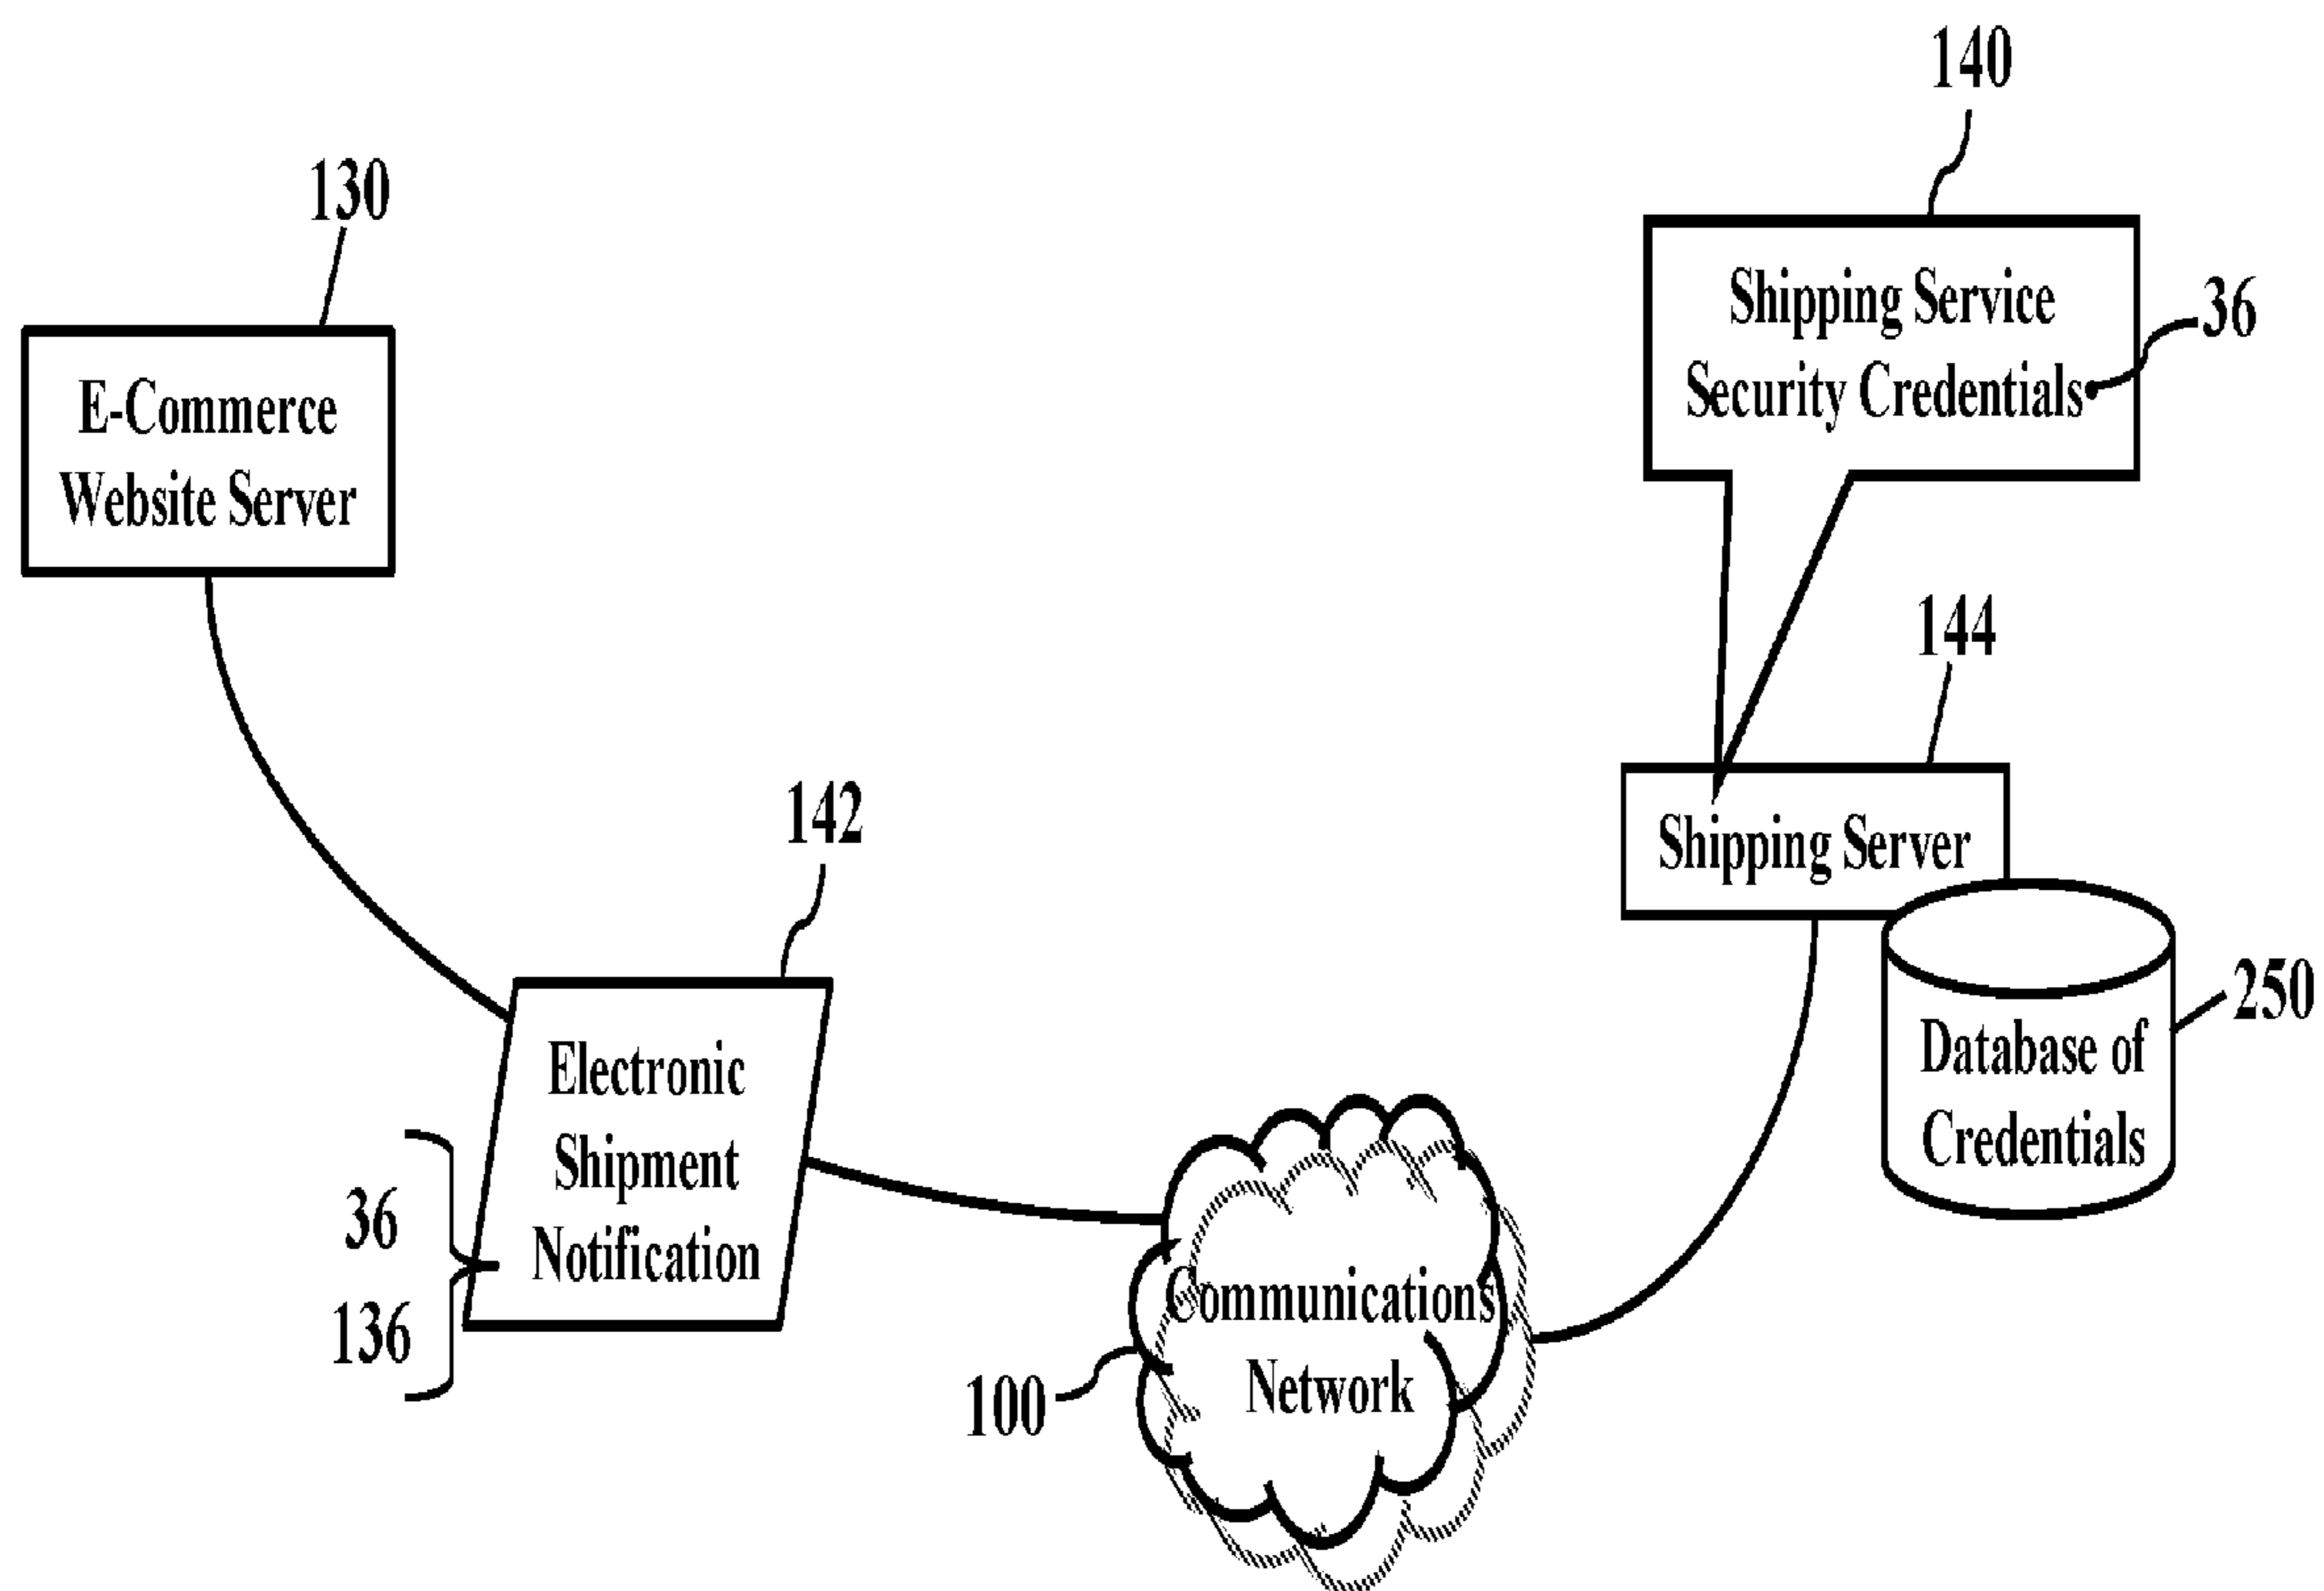 140
130
Shipping Service
Security Credentials
36
E-Commerce
Website Server
144
142
Shipping Server
250
Database of
Credentials
Electronic
Shipment
Notification
36
136
Communications
Network
100